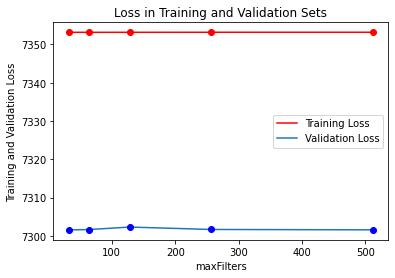 Loss in Training and Validation Sets
Training and Validation Loss
7350
7340
7330
7320
7310
7300
Training Loss
Validation Loss
100
200
300
400
500
maxFilters